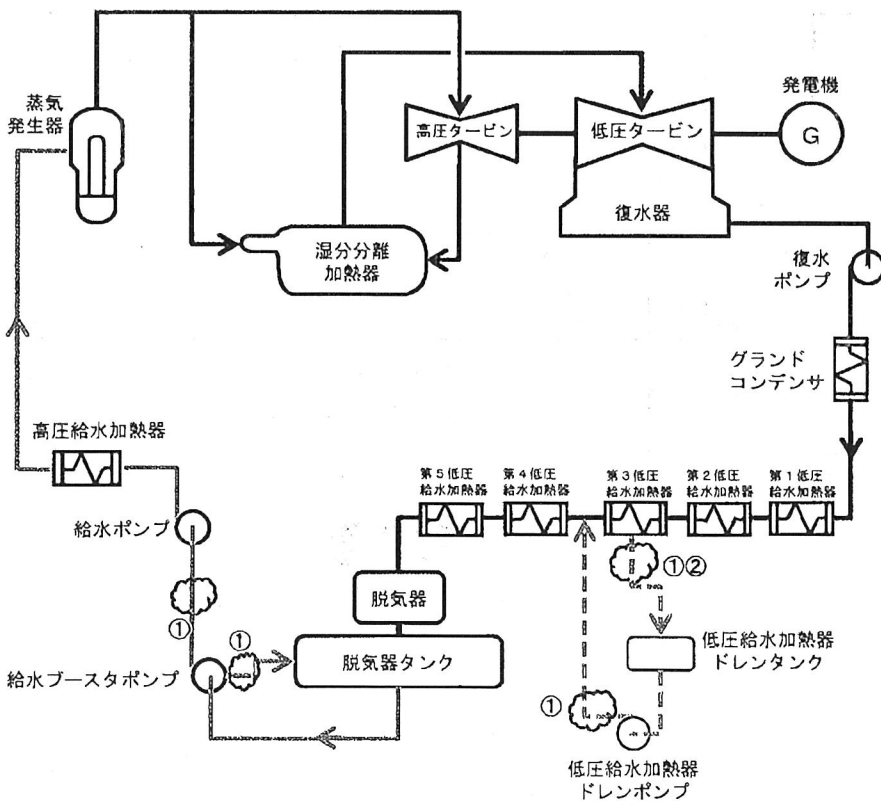 蒸気
発生器
高圧タービン
低圧タービン
発電機
G
復水器
湿分分離
加熱器
復水
ポンプ
グランド
コンデンサ
高圧給水加熱器
第5低圧
給水加熱器
第4低圧
給水加熱器
第3低圧
給水加熱器
第2低圧
給水加熱器
第1低圧
給水加熱器
給水ポンプ
①②
脱気器
①
①
低圧給水加熱器
ドレンタンク
脱気器タンク
給水ブースタポンプ
①
低圧給水加熱器
ドレンポンプ